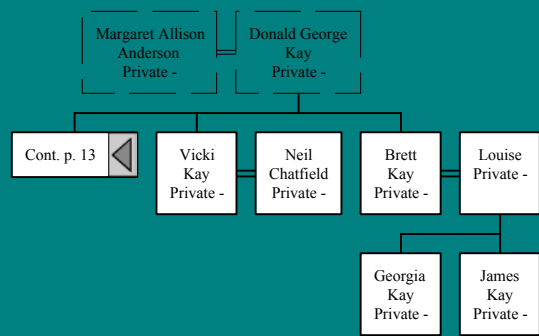 Margaret Allison
Anderson
Private -
Donald George
Kay
Private -
Cont. p. 13
Vicki
Kay
Private -
Neil
Chatfield
Private -
Brett
Kay
Private -
Louise
Private -
Georgia
Kay
Private -
James
Kay
Private -